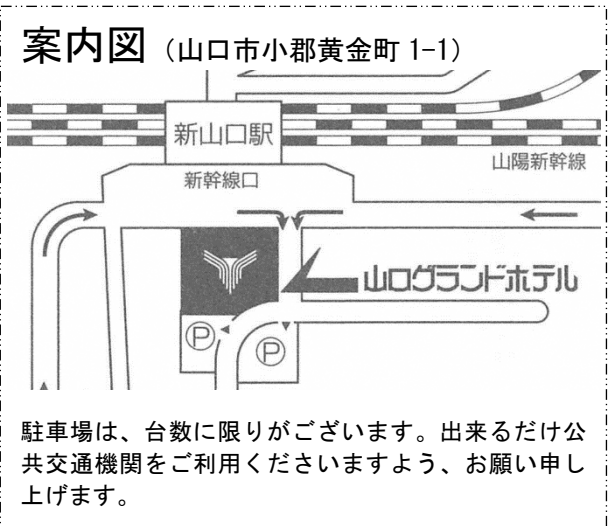 案内図（山口市小郡黄金町 1-1）
新山口駅
山陽新幹線
新幹線口
山口グランドホテル
P
P
駐車場は、台数に限りがございます。出来るだけ公
共交通機関をご利用くださいますよう、お願い申し
上げます。